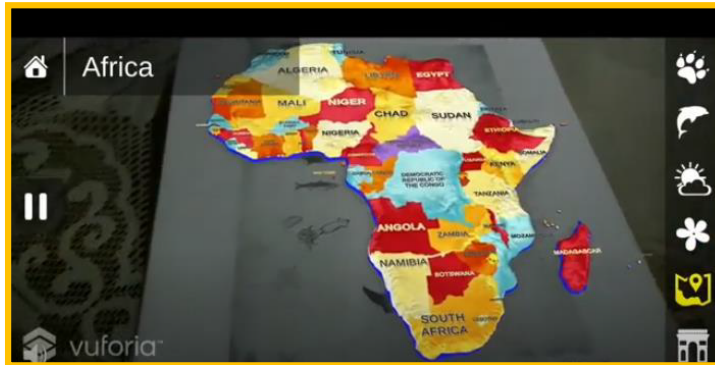 Africa
ALGERIA
EGYPT
MALI
NIGER
CHAD
SUDAN
NIGERIA
ETHIOPIA
SOMALIA
KENYA
DEMOCRATIC
REPUBLIC OF
THE CONGO
TANZANIA
ANGOLA
ZAMBIA
NAMIBIA
BOTSWANA
MADAGASCAR
SOUTH
AFRICA
vuforia